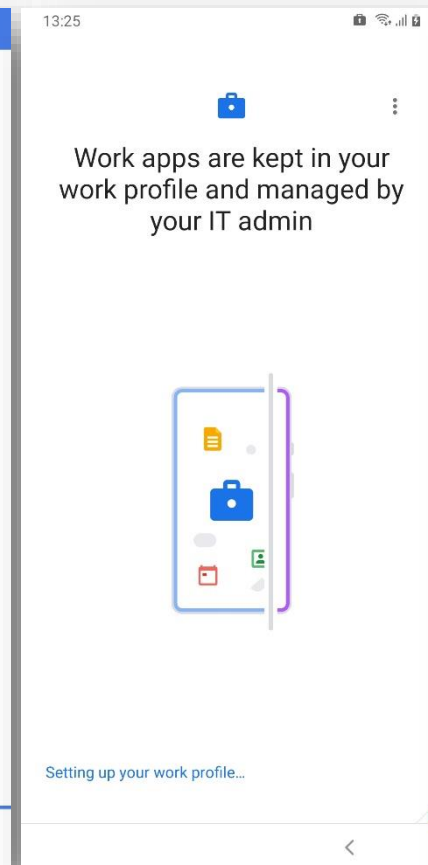 13:25
Work apps are kept in your
work profile and managed by
your IT admin
Setting up your work profile...